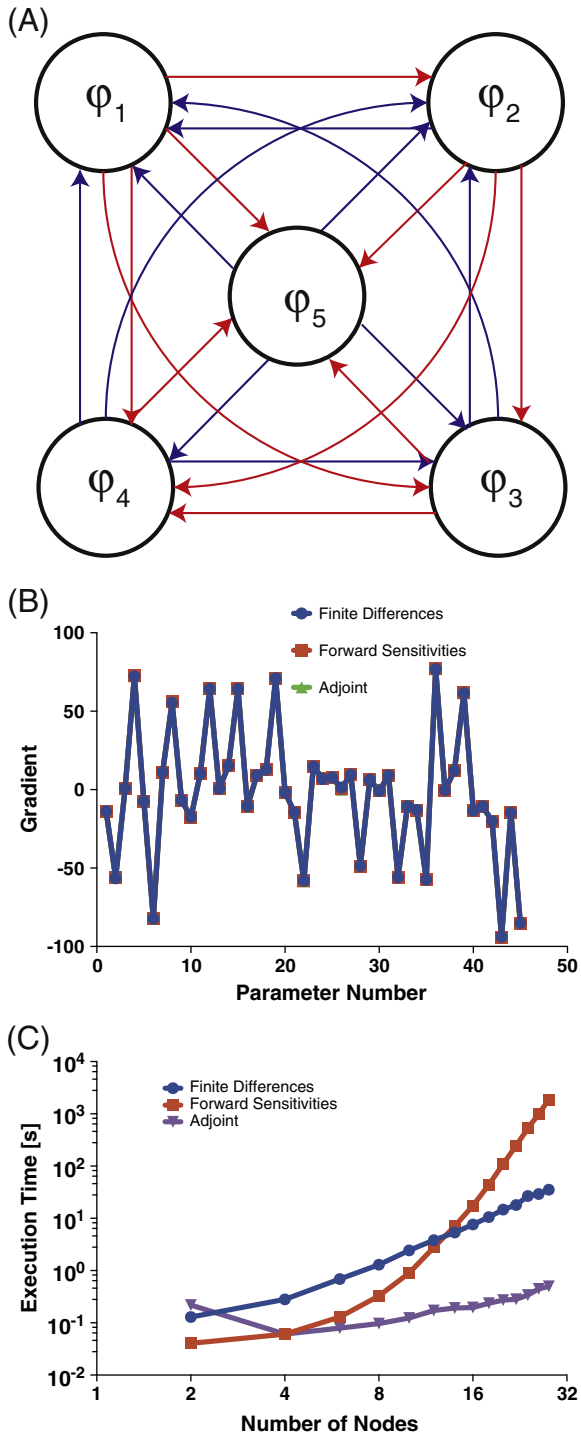 (A)
φ1
φ2
φ5
φ4
φ3
(B)
Finite Differences
Forward Sensitivities
Adjoint
100
50
0
-50
-100
Gradient
0
10
20
30
40
50
Parameter Number
(C)
Finite Differences
Forward Sensitivities
Adjoint
10^4
10^3
10^2
10^1
10^0
10^-1
10^-2
Execution Time [s]
1
2
4
8
16
32
Number of Nodes